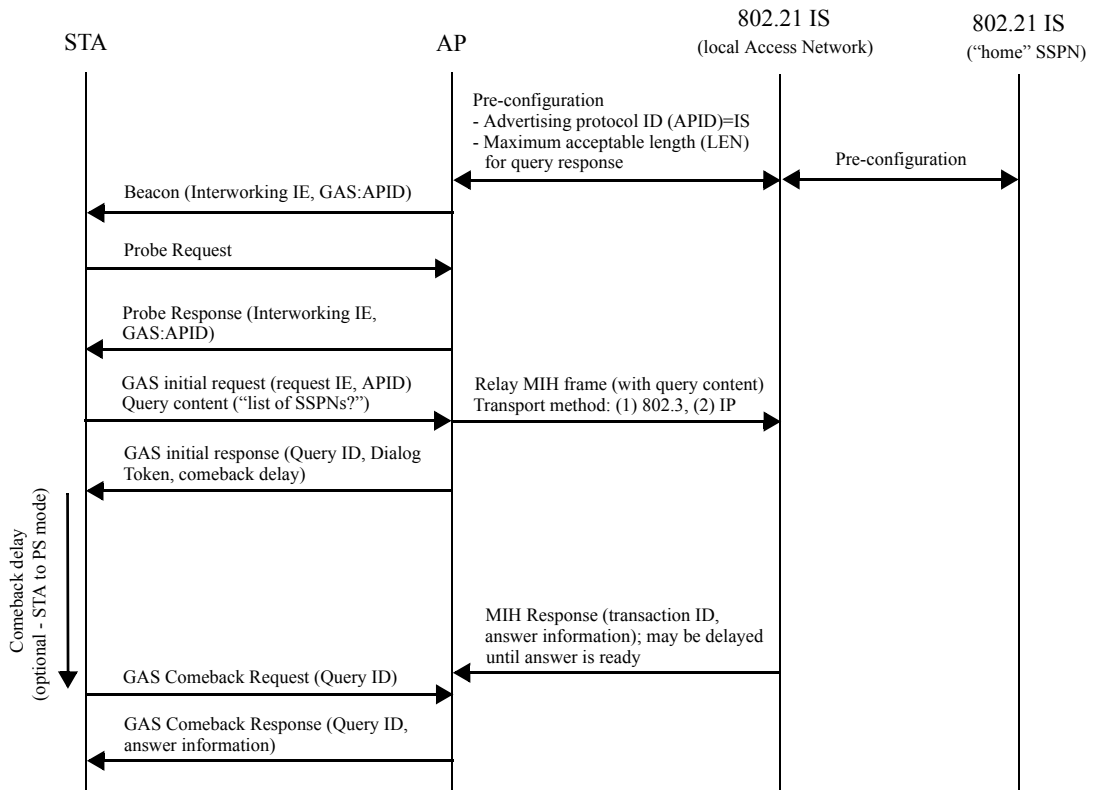 STA
AP
802.21 IS
(local Access Network)
802.21 IS
(“home” SSPN)
Pre-configuration
- Advertising protocol ID (APID)=IS
- Maximum acceptable length (LEN)
for query response
Pre-configuration
Beacon (Interworking IE, GAS:APID)
Probe Request
Probe Response (Interworking IE,
GAS:APID)
GAS initial request (request IE, APID)
Query content (“list of SSPNs?”)
Relay MIH frame (with query content)
Transport method: (1) 802.3, (2) IP
GAS initial response (Query ID, Dialog
Token, comeback delay)
Comeback delay
(optional - STA to PS mode)
MIH Response (transaction ID,
answer information); may be delayed
until answer is ready
GAS Comeback Request (Query ID)
GAS Comeback Response (Query ID,
answer information)